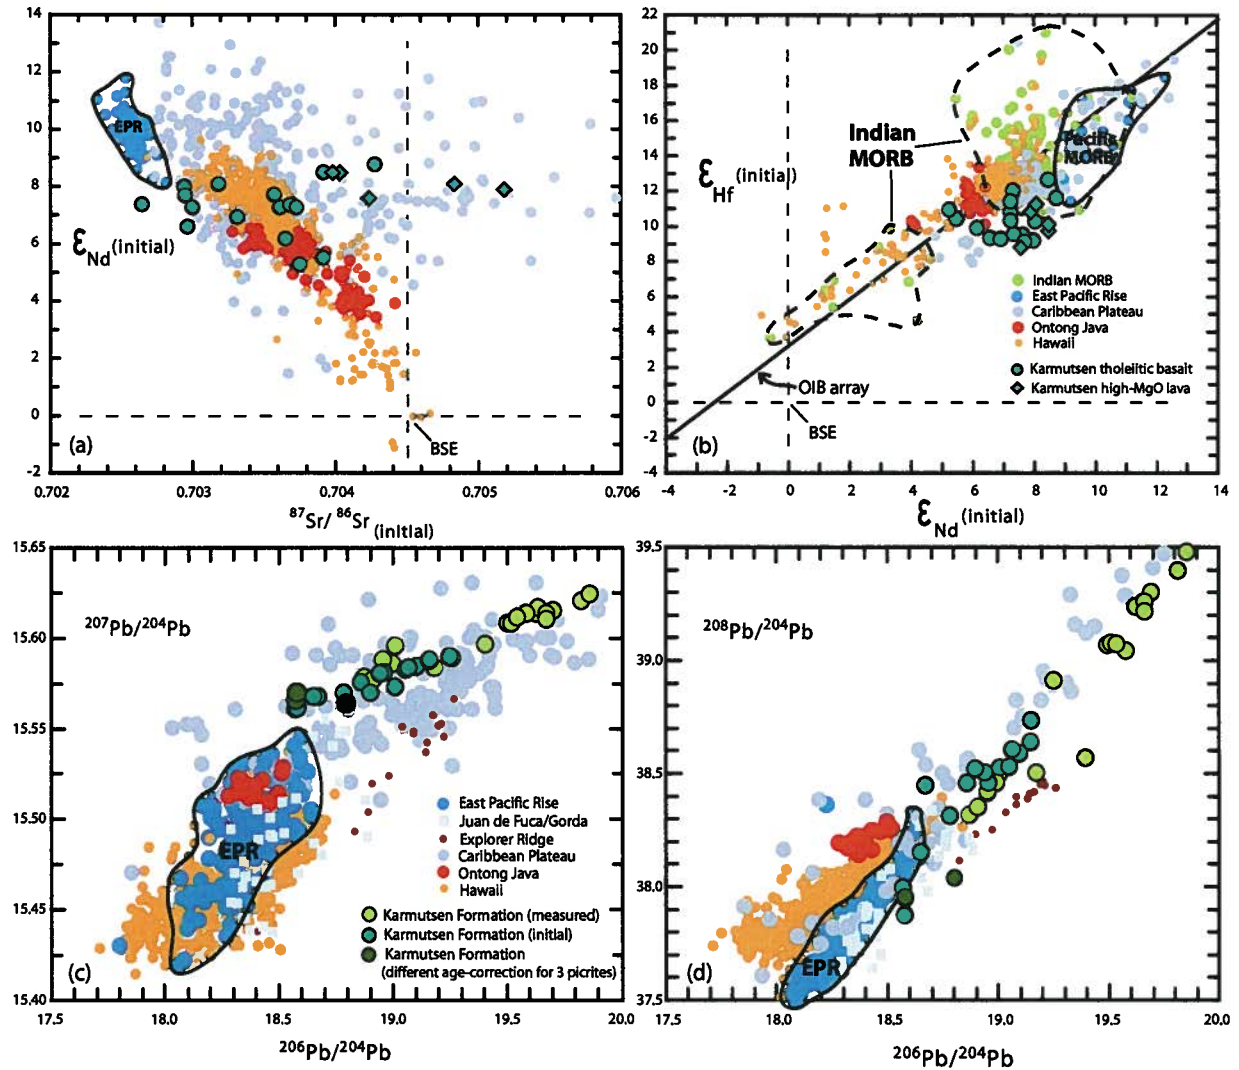 14
12
10
8
6
4
2
0
-2
EPR
εNd(initial)
(a)
BSE
0.702
0.703
0.704
0.705
0.706
87Sr/ 86Sr (initial)
22
20
18
16
14
12
10
8
6
4
2
0
-2
-4
Indian
MORB
Pacific
MORB
εHf(initial)
Indian MORB
East Pacific Rise
Caribbean Plateau
Ontong Java
Hawaii
Karmutsen tholeiitic basalt
Karmutsen high-MgO lava
OIB array
BSE
(b)
-4
-2
0
2
4
6
8
10
12
14
εNd(initial)
15.65
15.60
15.55
15.50
15.45
15.40
207Pb/204Pb
EPR
East Pacific Rise
Juan de Fuca/Gorda
Explorer Ridge
Caribbean Plateau
Ontong Java
Hawaii
Karmutsen Formation (measured)
Karmutsen Formation (initial)
Karmutsen Formation
(different age-correction for 3 picrites)
(c)
17.5
18.0
18.5
19.0
19.5
20.0
206Pb/204Pb
39.5
39.0
38.5
38.0
37.5
208Pb/204Pb
EPR
(d)
18.0
18.5
19.0
19.5
20.0
206Pb/204Pb